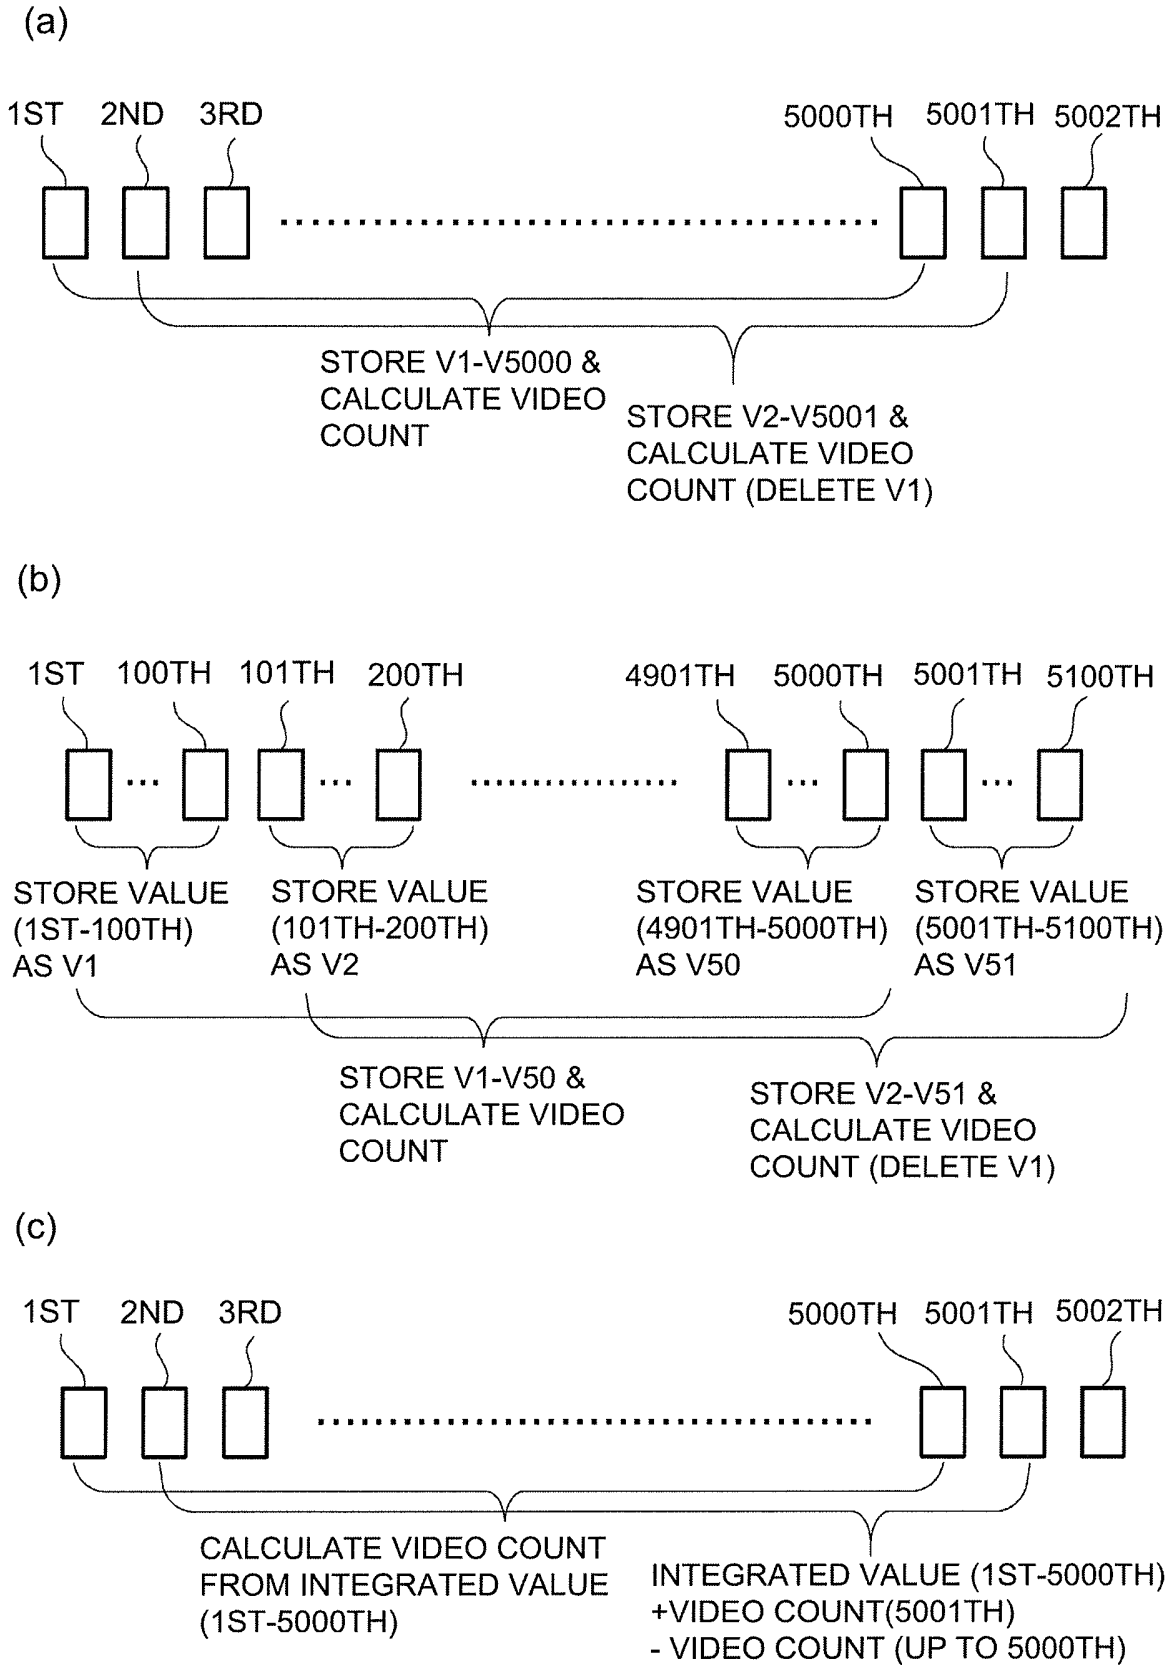 (a)
1ST 2ND 3RD 5000TH 5001TH 5002TH
STORE V1-V5000 &
CALCULATE VIDEO
COUNT
STORE V2-V5001 &
CALCULATE VIDEO
COUNT (DELETE V1)
(b)
1ST 100TH 101TH 200TH 4901TH 5000TH 5001TH 5100TH
STORE VALUE
(1ST-100TH)
AS V1
STORE VALUE
(101TH-200TH)
AS V2
STORE VALUE
(4901TH-5000TH)
AS V50
STORE VALUE
(5001TH-5100TH)
AS V51
STORE V1-V50 &
CALCULATE VIDEO
COUNT
STORE V2-V51 &
CALCULATE VIDEO
COUNT (DELETE V1)
(c)
1ST 2ND 3RD 5000TH 5001TH 5002TH
CALCULATE VIDEO COUNT
FROM INTEGRATED VALUE
(1ST-5000TH)
INTEGRATED VALUE (1ST-5000TH)
+VIDEO COUNT(5001TH)
- VIDEO COUNT (UP TO 5000TH)